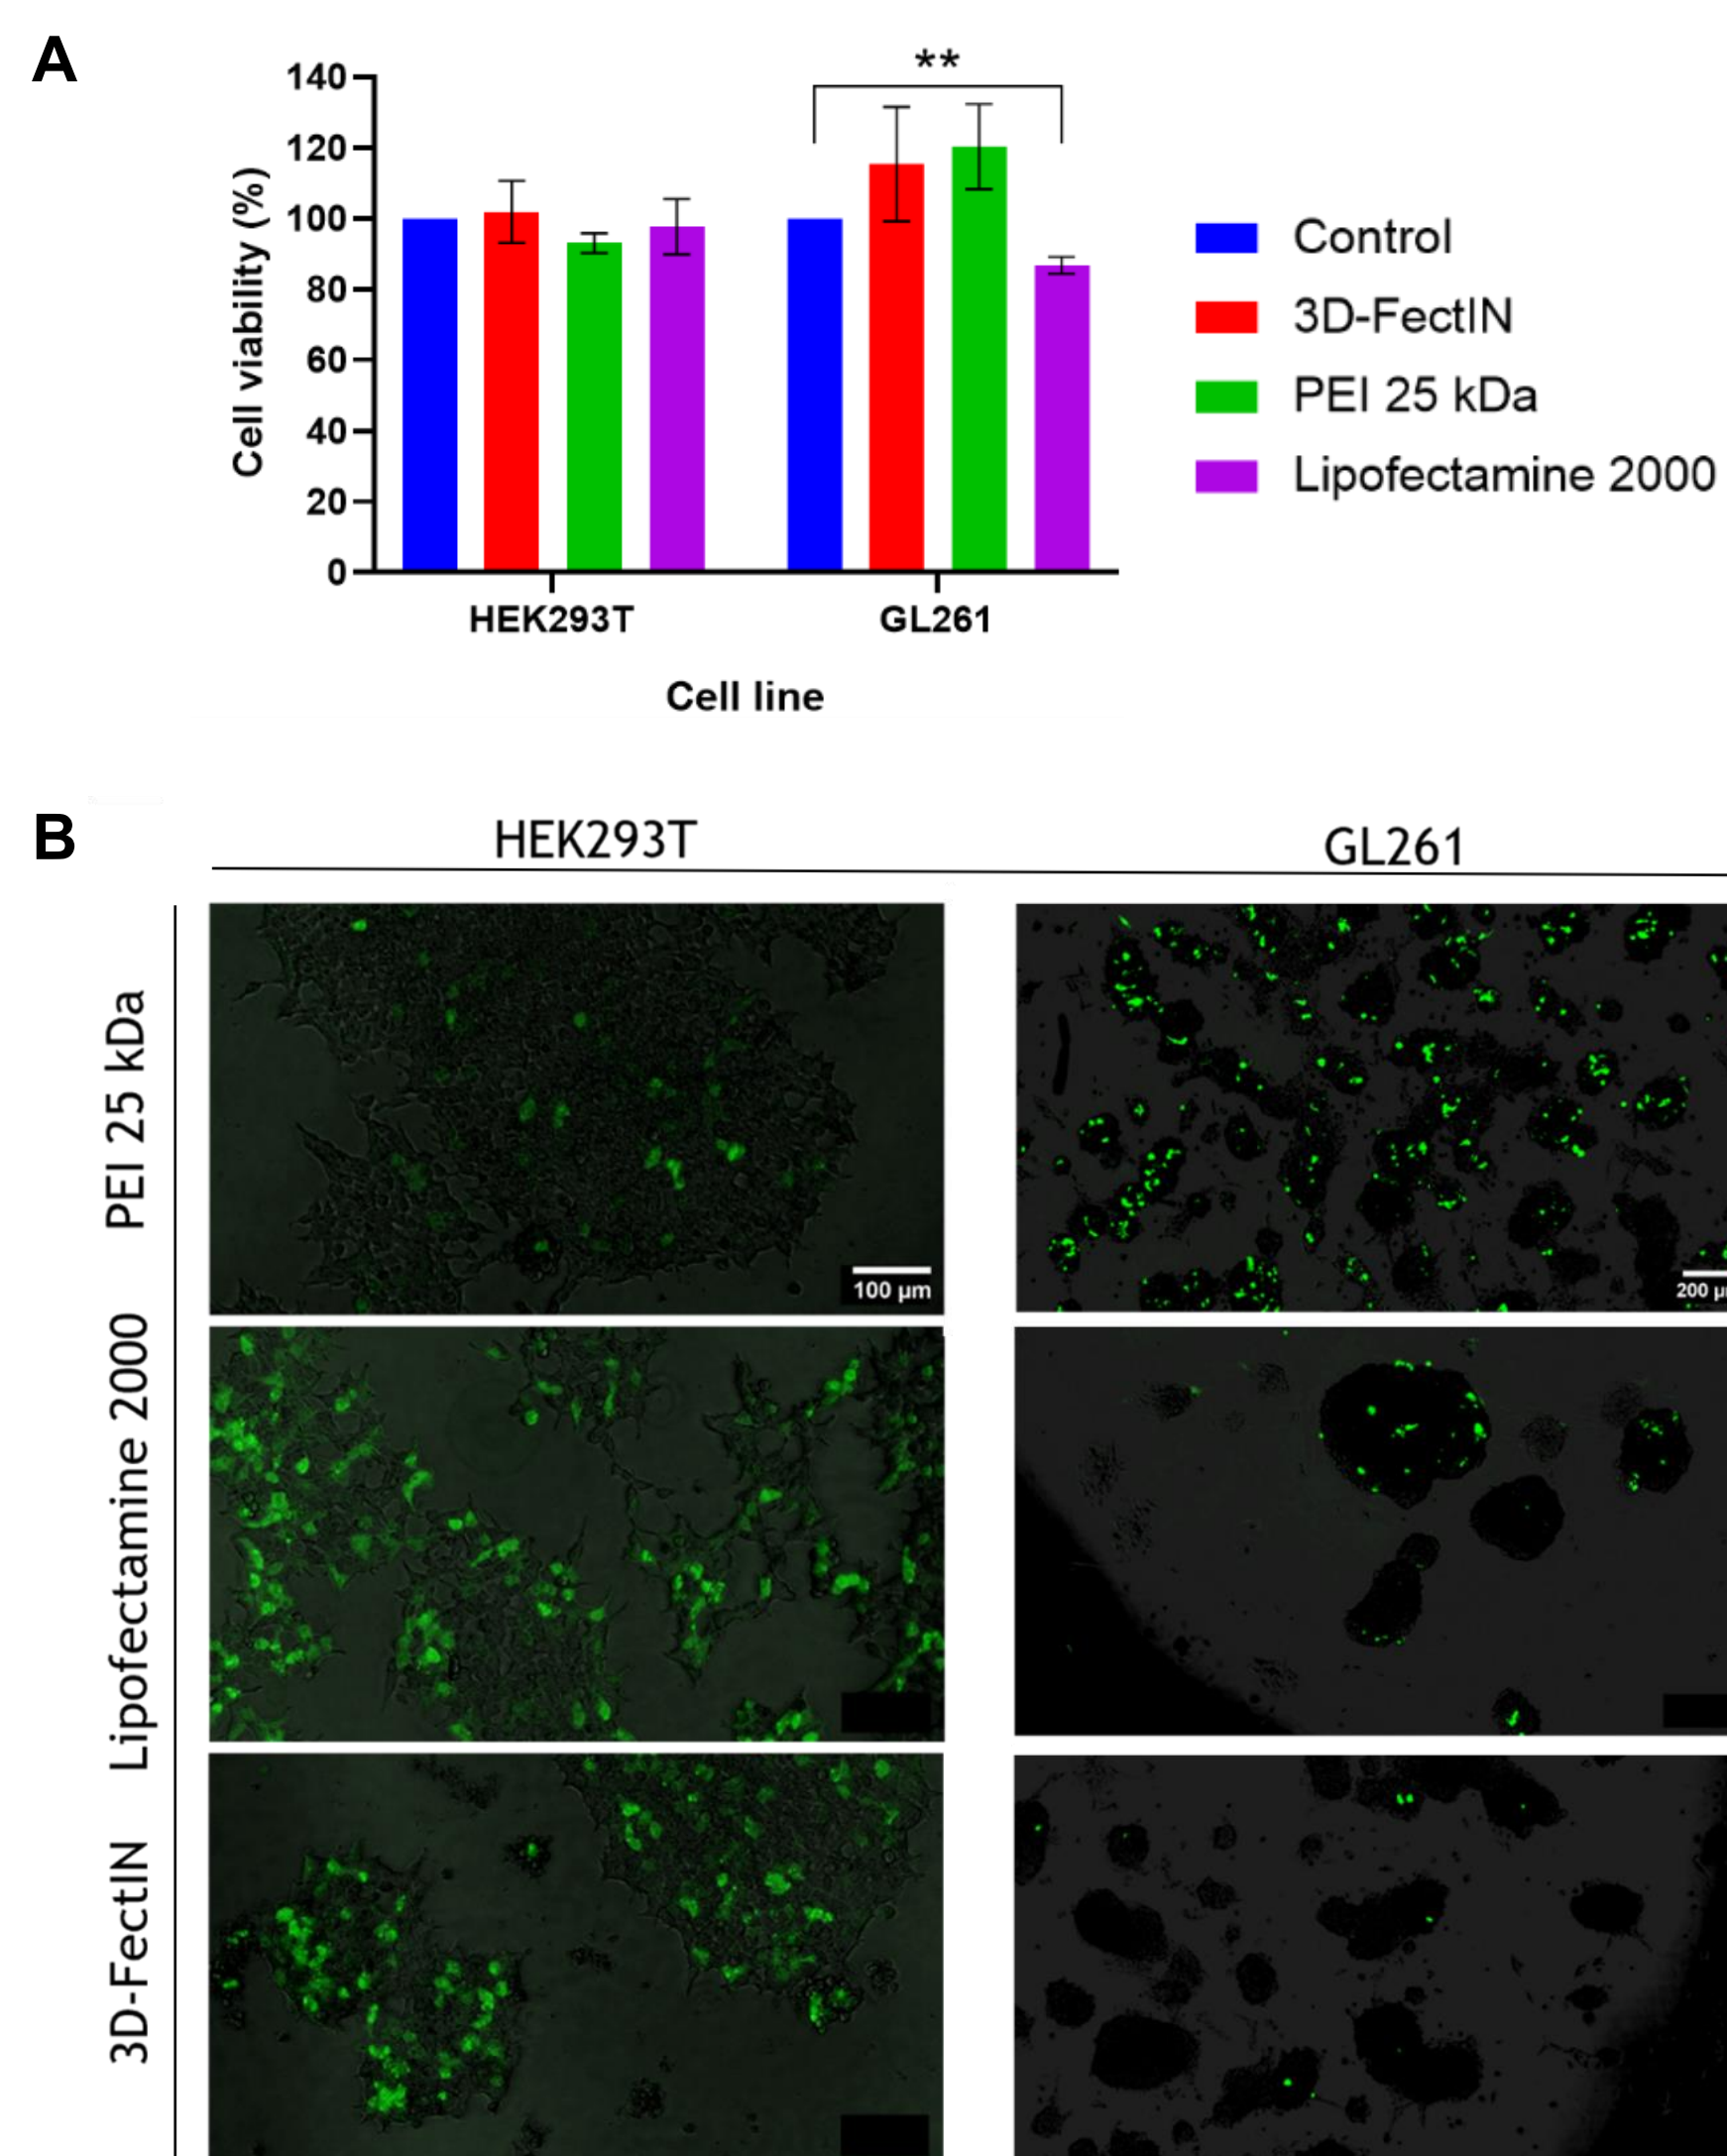 A
**
140
120
100
80
60
40
20
0
Cell viability (%)
HEK293T
GL261
Cell line
Control
3D-FectIN
PEI 25 kDa
Lipofectamine 2000
B
HEK293T
GL261
PEI 25 kDa
100 µm
200 µ
Lipofectamine 2000
3D-FectIN